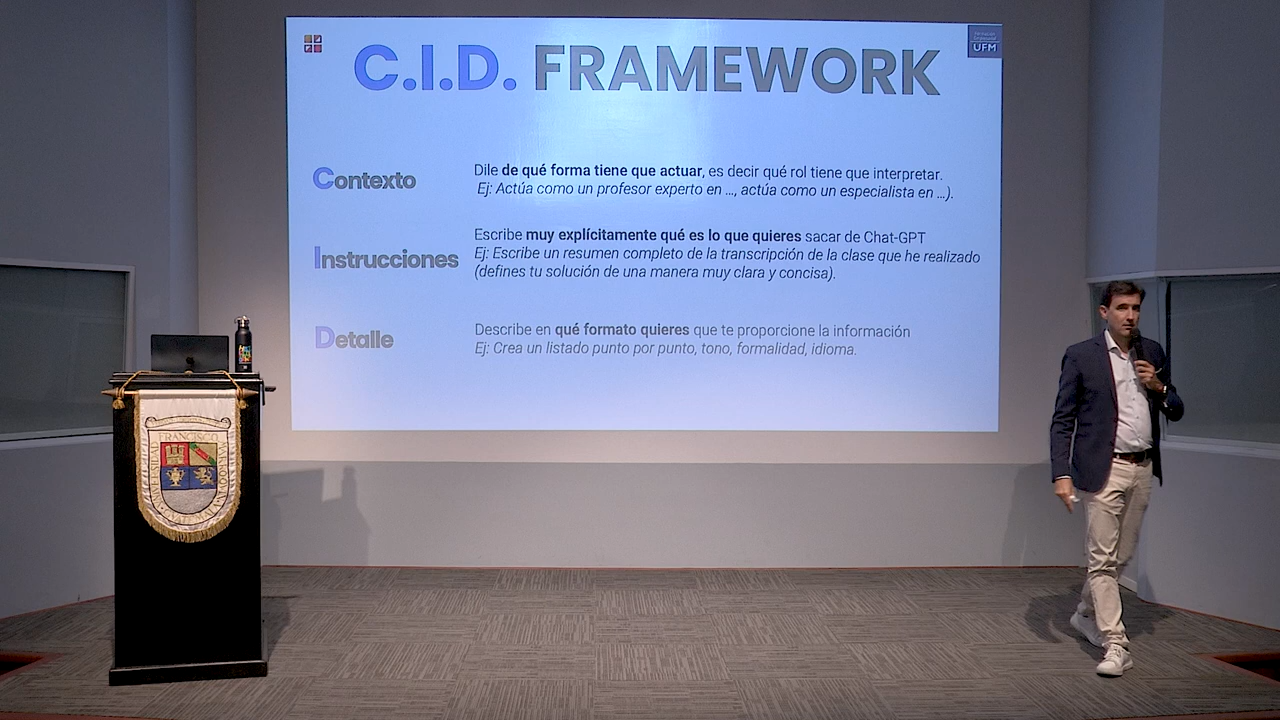 C.I.D. FRAMEWORK
UFM
Contexto
Dile de qué forma tiene que actuar, es decir qué rol tiene que interpretar.
Ej: Actúa como un profesor experto en ..., actúa como un especialista en ...).
Instrucciones
Escribe muy explícitamente qué es lo que quieres sacar de Chat-GPT
Ej: Escribe un resumen completo de la transcripción de la clase que he realizado
(defines tu solución de una manera muy clara y concisa).
Detalle
Describe en qué formato quieres que te proporcione la información
Ej: Crea un listado punto por punto, tono, formalidad, idioma.
FRANCISCO